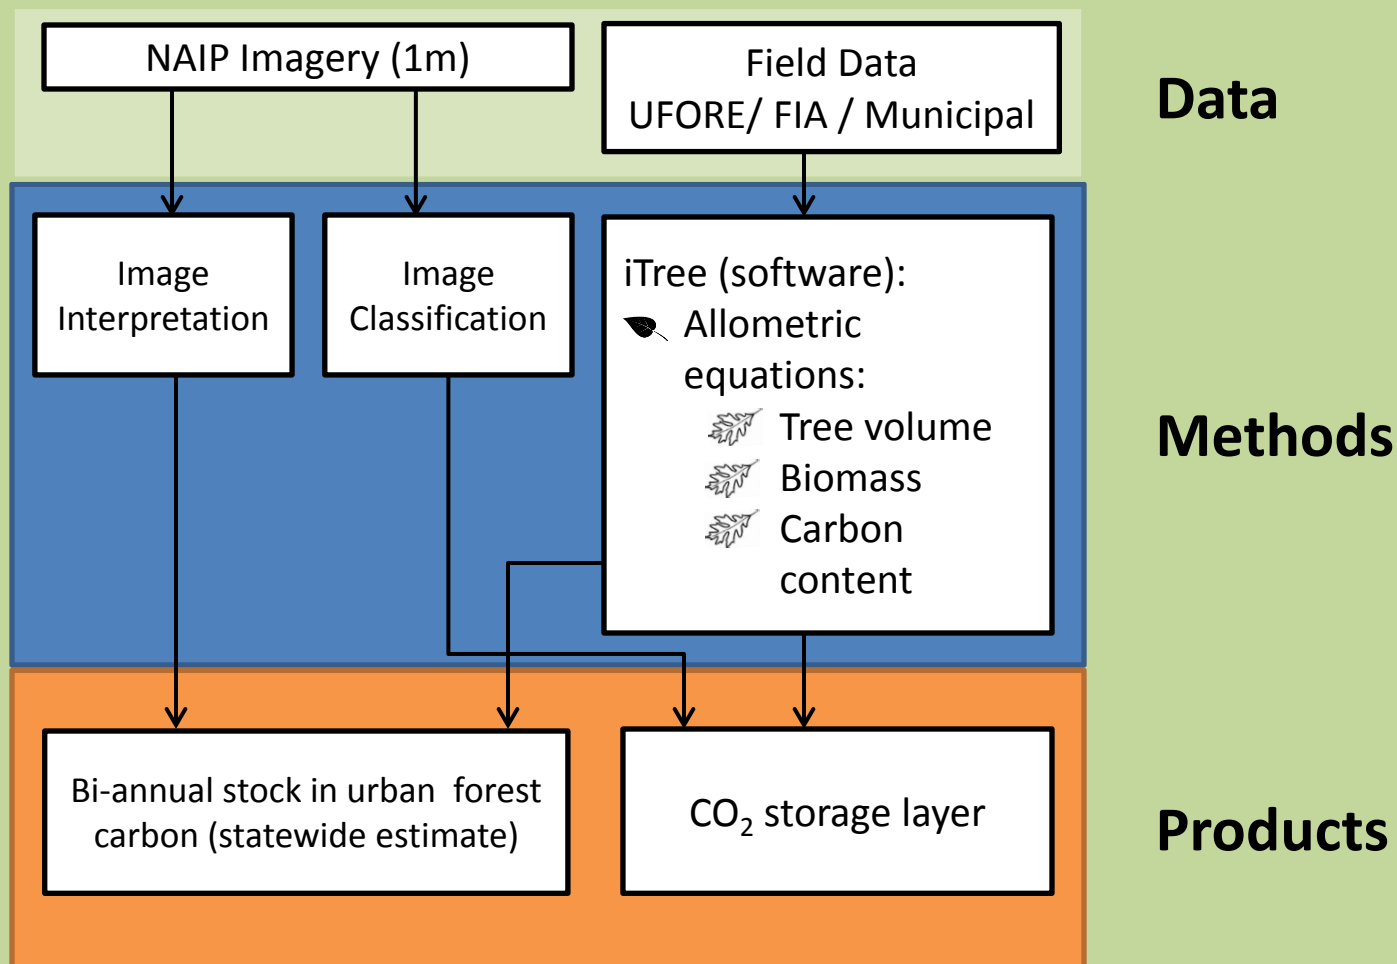 NAIP Imagery (1m)
Field Data
UFORE/ FIA / Municipal
Data
Image
Interpretation
Image
Classification
iTree (software):
Allometric
equations:
Tree volume
Biomass
Carbon
content
Methods
Bi-annual stock in urban forest
carbon (statewide estimate)
CO₂ storage layer
Products